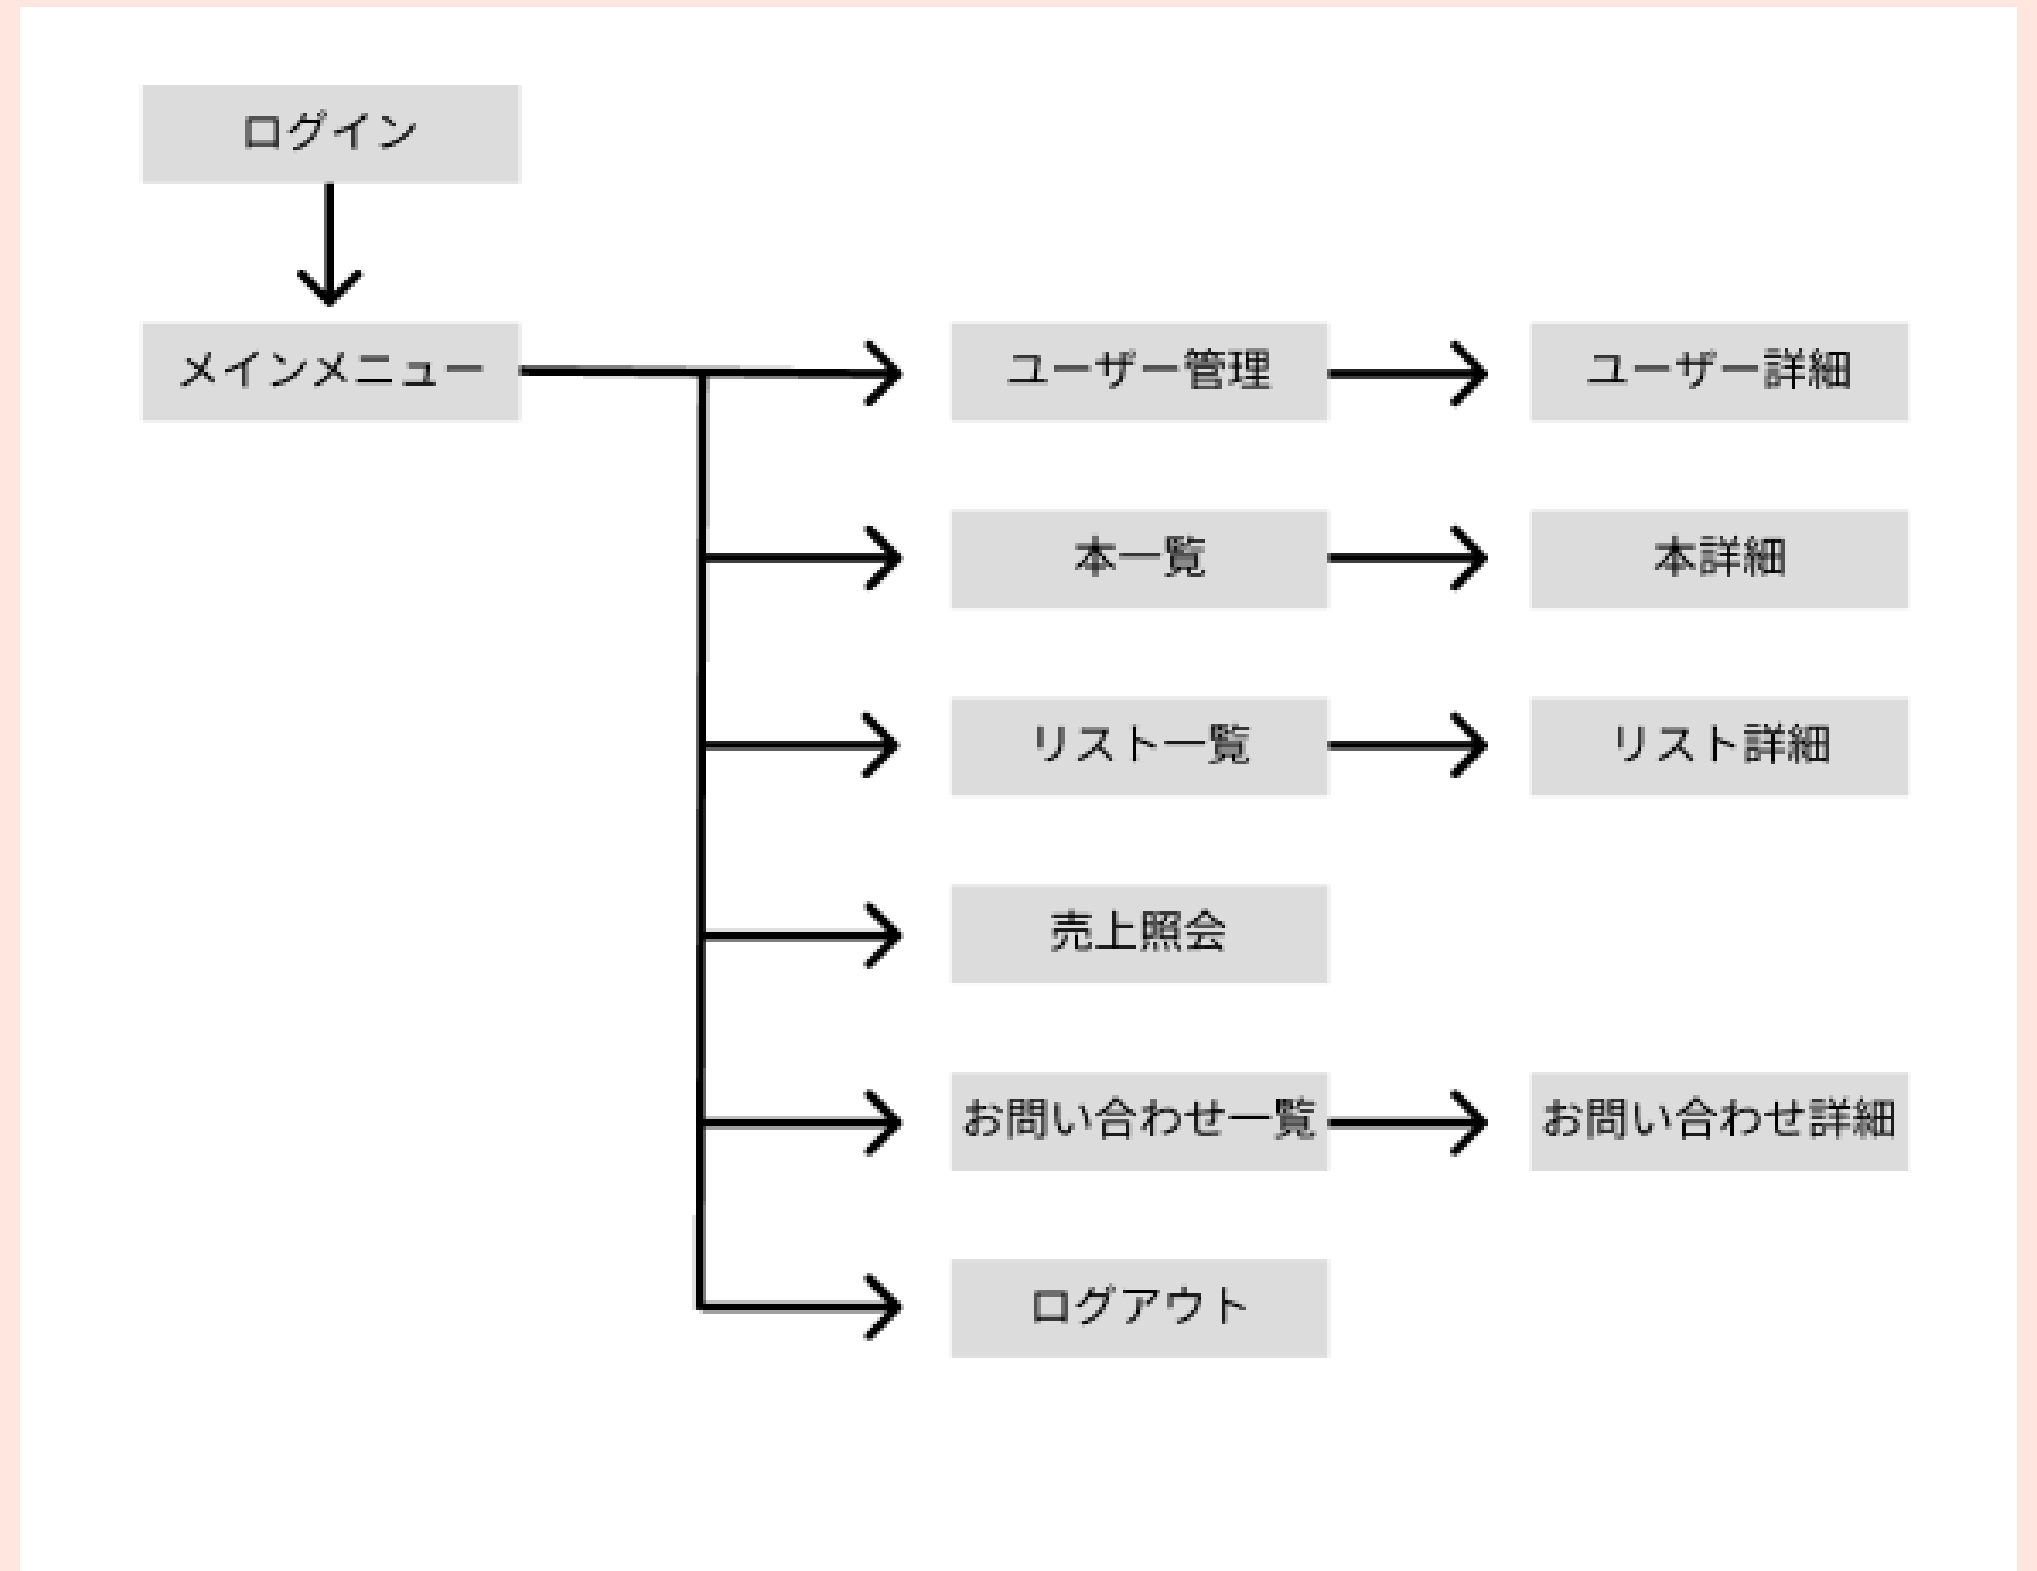 ログイン
メインメニュー
ユーザー管理
ユーザー詳細
本一覧
本詳細
リスト一覧
リスト詳細
売上照会
お問い合わせ一覧
お問い合わせ詳細
ログアウト